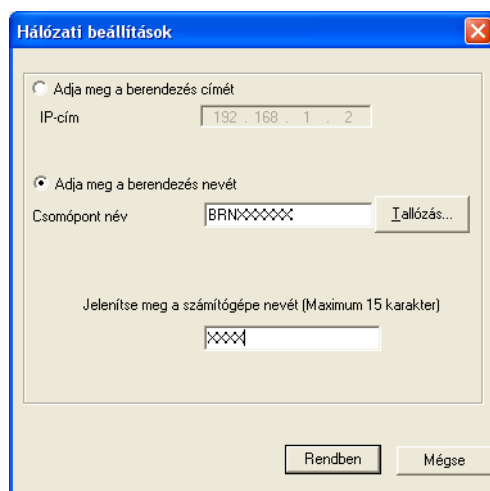 Hálózati beállítások
Adja meg a berendezés címét
IP-cím 192 . 168 . 1 . 2
Adja meg a berendezés nevét
Csomópont név BRNXXXXXX Tallózás...
Jelenítse meg a számítógépe nevét (Maximum 15 karakter)
XXXX
Rendben Mégse